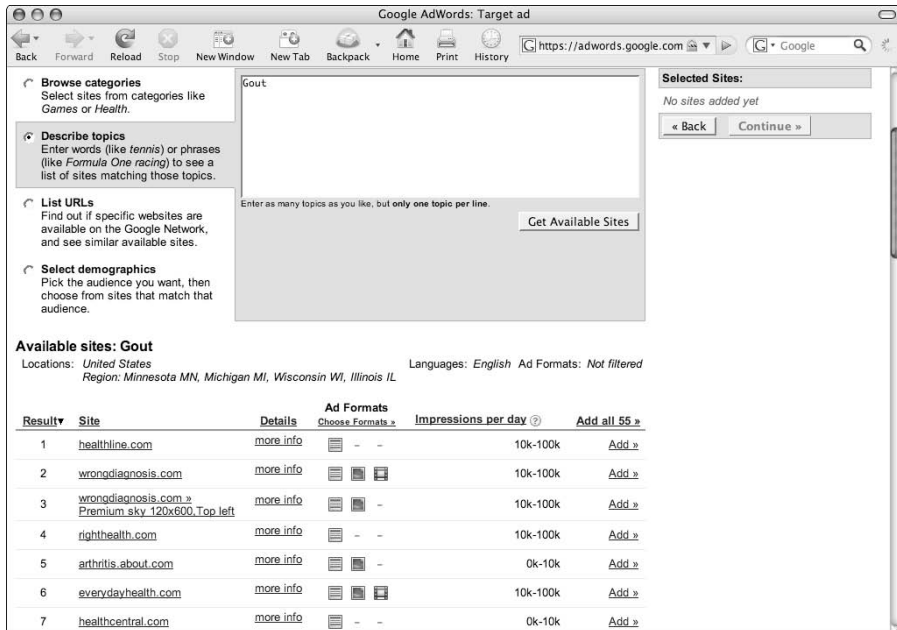 Google AdWords: Target ad
Back Forward Reload Stop New Window New Tab Backpack Home Print History https://adwords.google.com Google
Browse categories
Select sites from categories like
Games or Health.
Describe topics
Enter words (like tennis) or phrases
(like Formula One racing) to see a
list of sites matching those topics.
List URLs
Find out if specific websites are
available on the Google Network,
and see similar available sites.
Select demographics
Pick the audience you want, then
choose from sites that match that
audience.
Gout
Enter as many topics as you like, but only one topic per line.
Get Available Sites
Selected Sites:
No sites added yet
« Back Continue »
Available sites: Gout
Locations: United States Languages: English Ad Formats: Not filtered
Region: Minnesota MN, Michigan MI, Wisconsin WI, Illinois IL
Ad Formats
Result▼ Site Details Choose Formats » Impressions per day ? Add all 55 »
1 healthline.com more info – – 10k-100k Add »
2 wrongdiagnosis.com more info 10k-100k Add »
3 wrongdiagnosis.com » more info – 10k-100k Add »
Premium sky 120x600,Top left
4 righthealth.com more info – – 10k-100k Add »
5 arthritis.about.com more info – 0k-10k Add »
6 everydayhealth.com more info 10k-100k Add »
7 healthcentral.com more info – – 0k-10k Add »